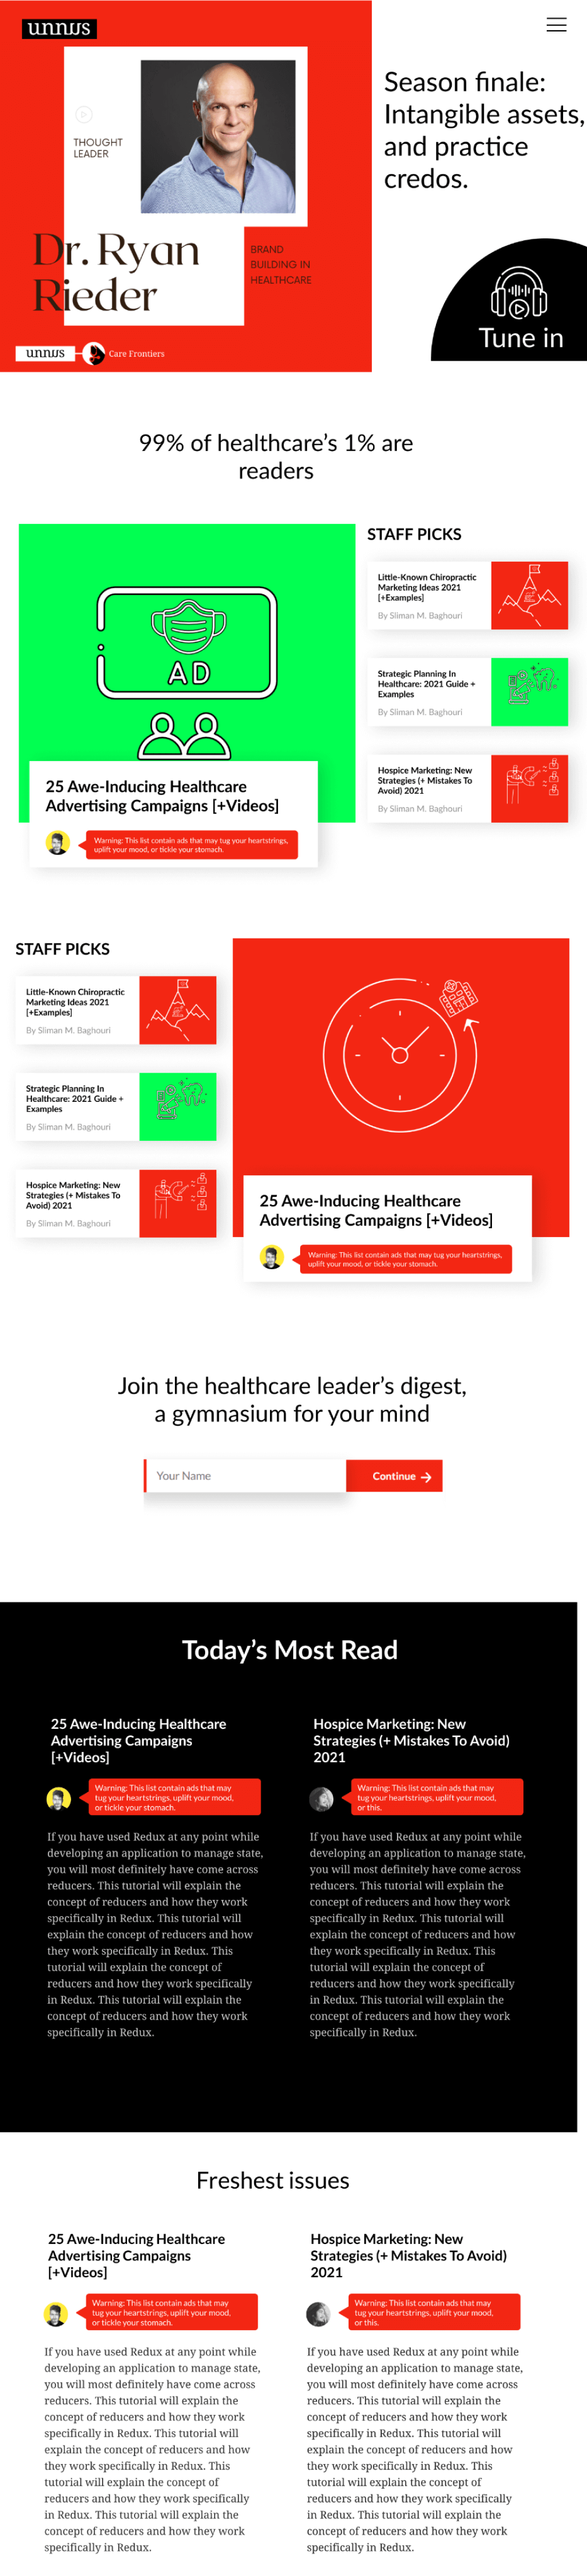 unnus
Season finale:
Intangible assets,
and practice
credos.
THOUGHT
LEADER
Dr. Ryan
Rieder
BRAND
BUILDING IN
HEALTHCARE
Tune in
unnus
Care Frontiers
99% of healthcare’s 1% are
readers
AD
25 Awe-Inducing Healthcare
Advertising Campaigns [+Videos]
Warning: This list contain ads that may tug your heartstrings,
uplift your mood, or tickle your stomach.
STAFF PICKS
Little-Known Chiropractic
Marketing Ideas 2021
[+Examples]
By Sliman M. Baghouri
Strategic Planning In
Healthcare: 2021 Guide +
Examples
By Sliman M. Baghouri
Hospice Marketing: New
Strategies (+ Mistakes To
Avoid) 2021
By Sliman M. Baghouri
STAFF PICKS
Little-Known Chiropractic
Marketing Ideas 2021
[+Examples]
By Sliman M. Baghouri
Strategic Planning In
Healthcare: 2021 Guide +
Examples
By Sliman M. Baghouri
Hospice Marketing: New
Strategies (+ Mistakes To
Avoid) 2021
By Sliman M. Baghouri
25 Awe-Inducing Healthcare
Advertising Campaigns [+Videos]
Warning: This list contain ads that may tug your heartstrings,
uplift your mood, or tickle your stomach.
Join the healthcare leader’s digest,
a gymnasium for your mind
Your Name
Continue →
Today’s Most Read
25 Awe-Inducing Healthcare
Advertising Campaigns
[+Videos]
Warning: This list contain ads that may
tug your heartstrings, uplift your mood,
or tickle your stomach.
If you have used Redux at any point while
developing an application to manage state,
you will most definitely have come across
reducers. This tutorial will explain the
concept of reducers and how they work
specifically in Redux. This tutorial will
explain the concept of reducers and how
they work specifically in Redux. This
tutorial will explain the concept of
reducers and how they work specifically
in Redux. This tutorial will explain the
concept of reducers and how they work
specifically in Redux.
Hospice Marketing: New
Strategies (+ Mistakes To Avoid)
2021
Warning: This list contain ads that may
tug your heartstrings, uplift your mood,
or this.
If you have used Redux at any point while
developing an application to manage state,
you will most definitely have come across
reducers. This tutorial will explain the
concept of reducers and how they work
specifically in Redux. This tutorial will
explain the concept of reducers and how
they work specifically in Redux. This
tutorial will explain the concept of
reducers and how they work specifically
in Redux. This tutorial will explain the
concept of reducers and how they work
specifically in Redux.
Freshest issues
25 Awe-Inducing Healthcare
Advertising Campaigns
[+Videos]
Warning: This list contain ads that may
tug your heartstrings, uplift your mood,
or tickle your stomach.
If you have used Redux at any point while
developing an application to manage state,
you will most definitely have come across
reducers. This tutorial will explain the
concept of reducers and how they work
specifically in Redux. This tutorial will
explain the concept of reducers and how
they work specifically in Redux. This
tutorial will explain the concept of
reducers and how they work specifically
in Redux. This tutorial will explain the
concept of reducers and how they work
specifically in Redux.
Hospice Marketing: New
Strategies (+ Mistakes To Avoid)
2021
Warning: This list contain ads that may
tug your heartstrings, uplift your mood,
or this.
If you have used Redux at any point while
developing an application to manage state,
you will most definitely have come across
reducers. This tutorial will explain the
concept of reducers and how they work
specifically in Redux. This tutorial will
explain the concept of reducers and how
they work specifically in Redux. This
tutorial will explain the concept of
reducers and how they work specifically
in Redux. This tutorial will explain the
concept of reducers and how they work
specifically in Redux.